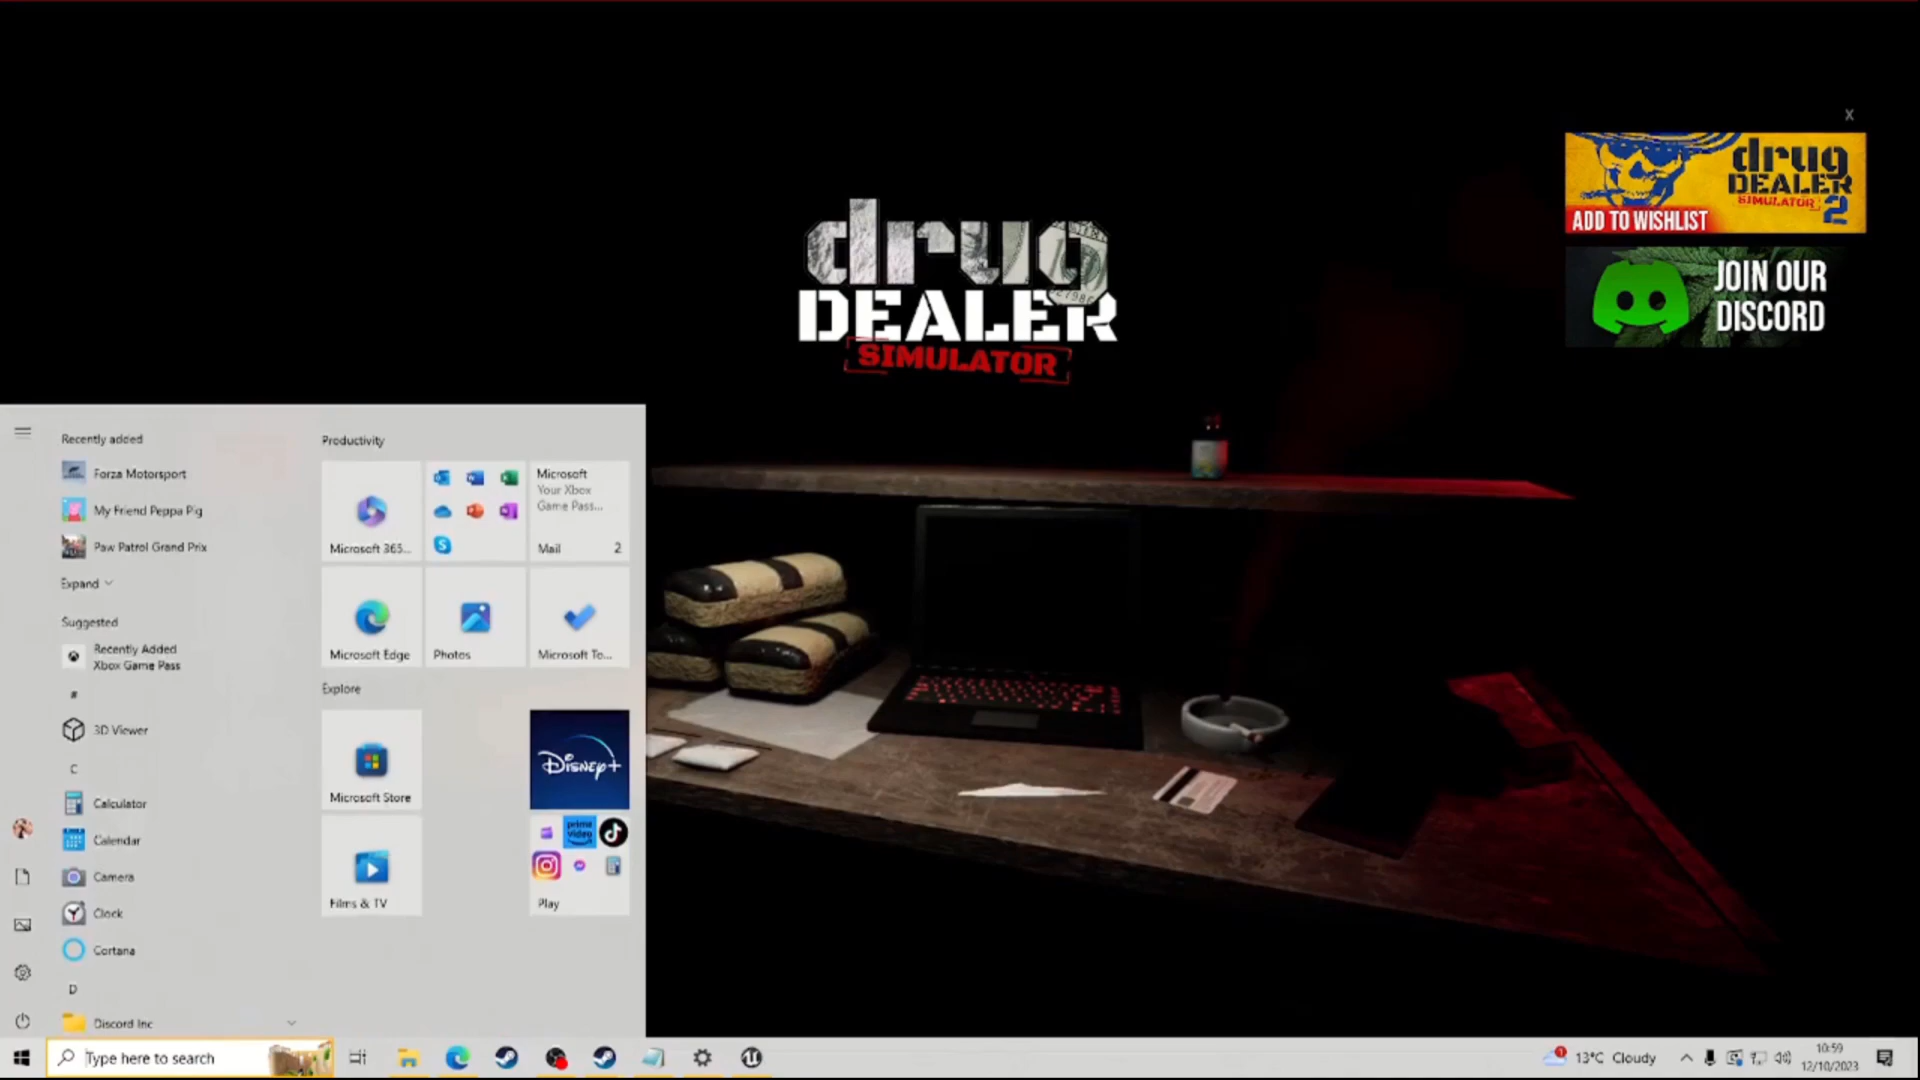 x
drug
DEALER
SIMULATOR
2
ADD TO WISHLIST
JOIN OUR
DISCORD
drug
DEALER
SIMULATOR
Recently added
Forza Motorsport
My Friend Peppa Pig
Paw Patrol Grand Prix
Expand
Suggested
Recently Added
Xbox Game Pass
#
3D Viewer
C
Calculator
Calendar
Camera
Clock
Cortana
D
Discord Inc
Productivity
Microsoft 365...
Microsoft
Your Xbox
Game Pass...
Mail 2
Microsoft Edge
Photos
Microsoft To...
Explore
Microsoft Store
Disney+
Films & TV
prime
video
Play
Type here to search
1
13°C Cloudy
10:59
12/10/2023